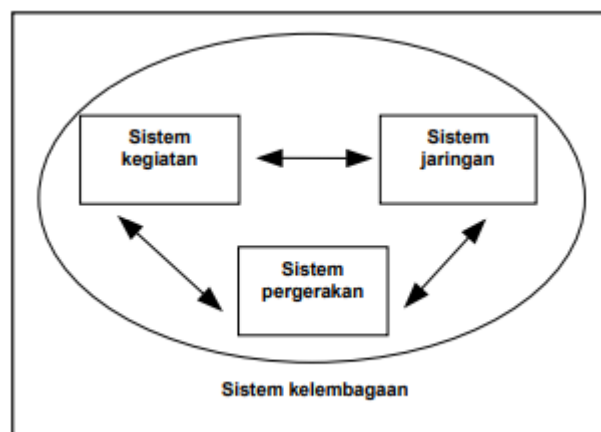 Sistem
kegiatan
Sistem
jaringan
Sistem
pergerakan
Sistem kelembagaan